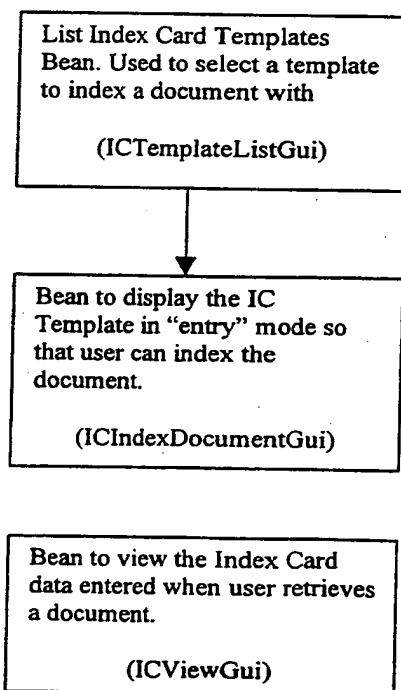 List Index Card Templates
Bean. Used to select a template
to index a document with
(ICTemplateListGui)
Bean to display the IC
Template in “entry” mode so
that user can index the
document.
(ICIndexDocumentGui)
Bean to view the Index Card
data entered when user retrieves
a document.
(ICViewGui)